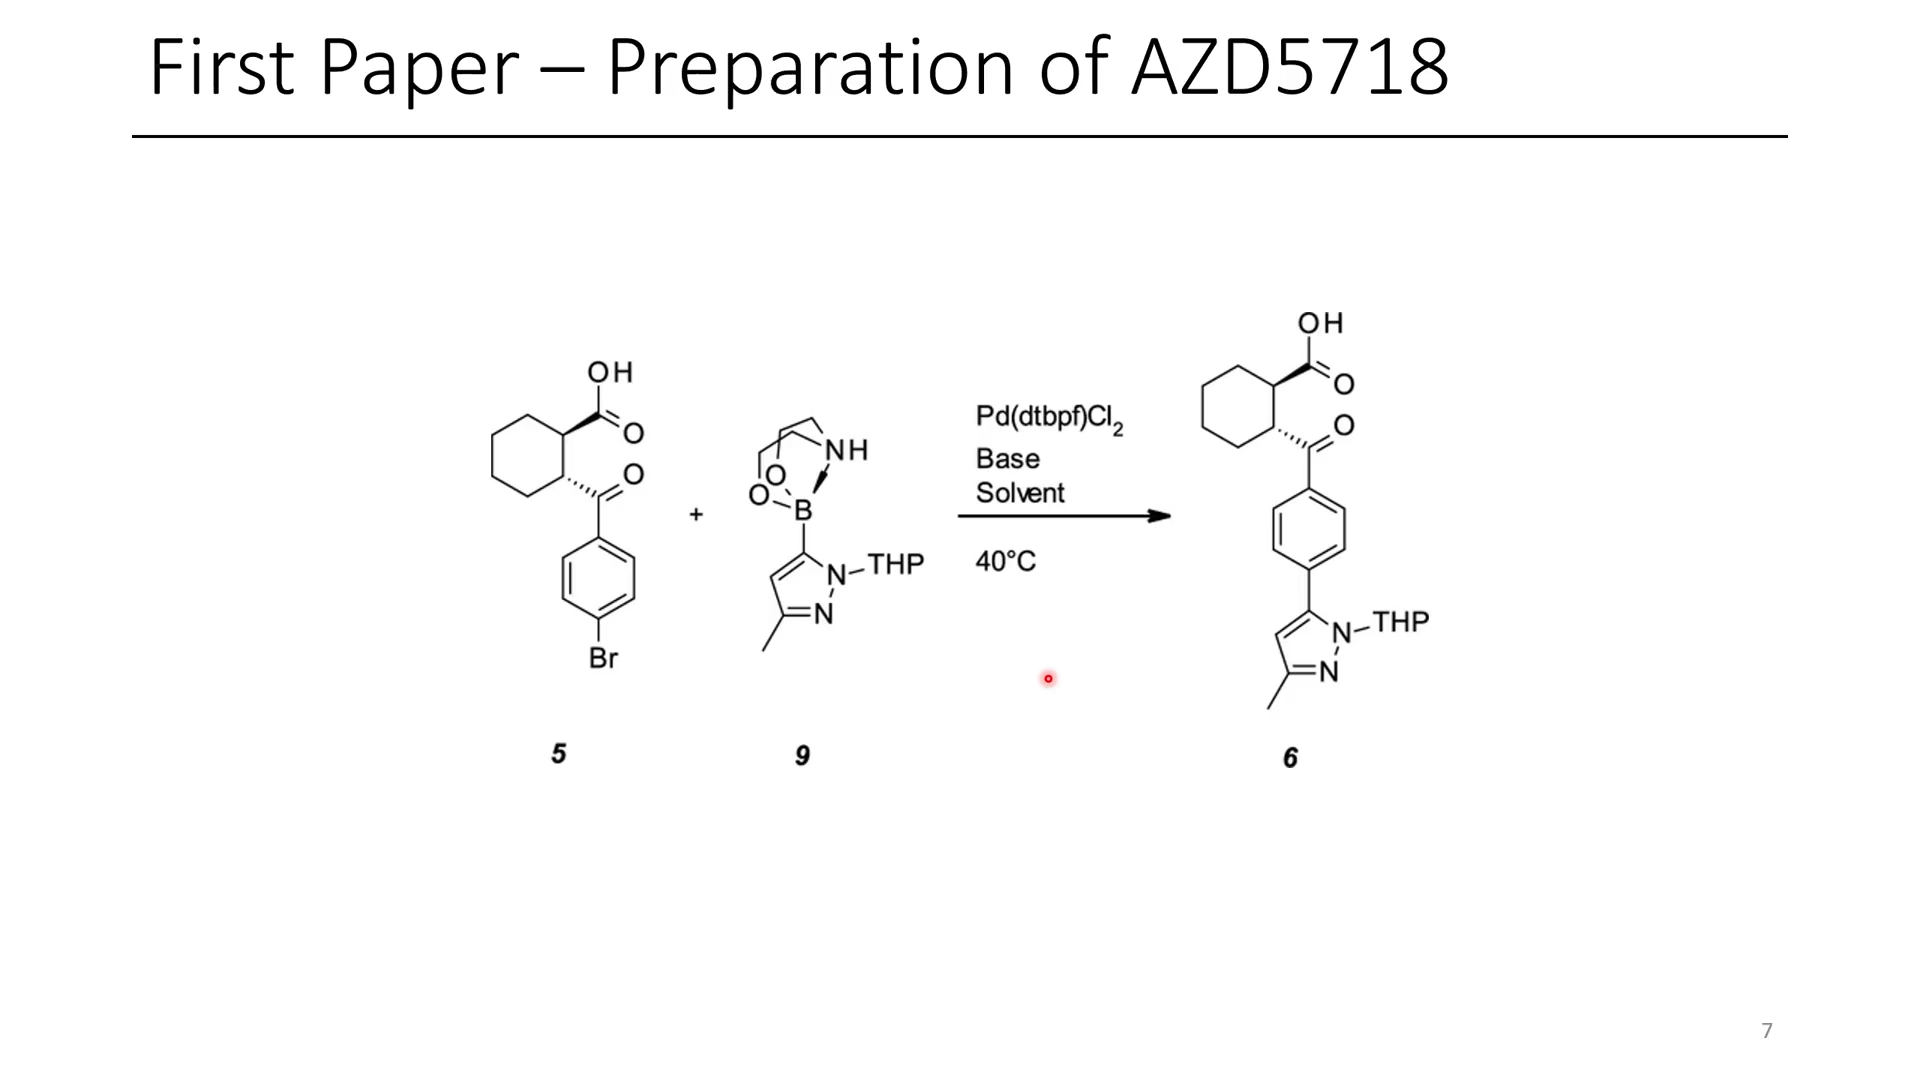 First Paper – Preparation of AZD5718
OH
O
O
Br
5
+
NH
O
O
B
N
THP
N
9
Pd(dtbpf)Cl2
Base
Solvent
40°C
OH
O
O
N
THP
N
6
7